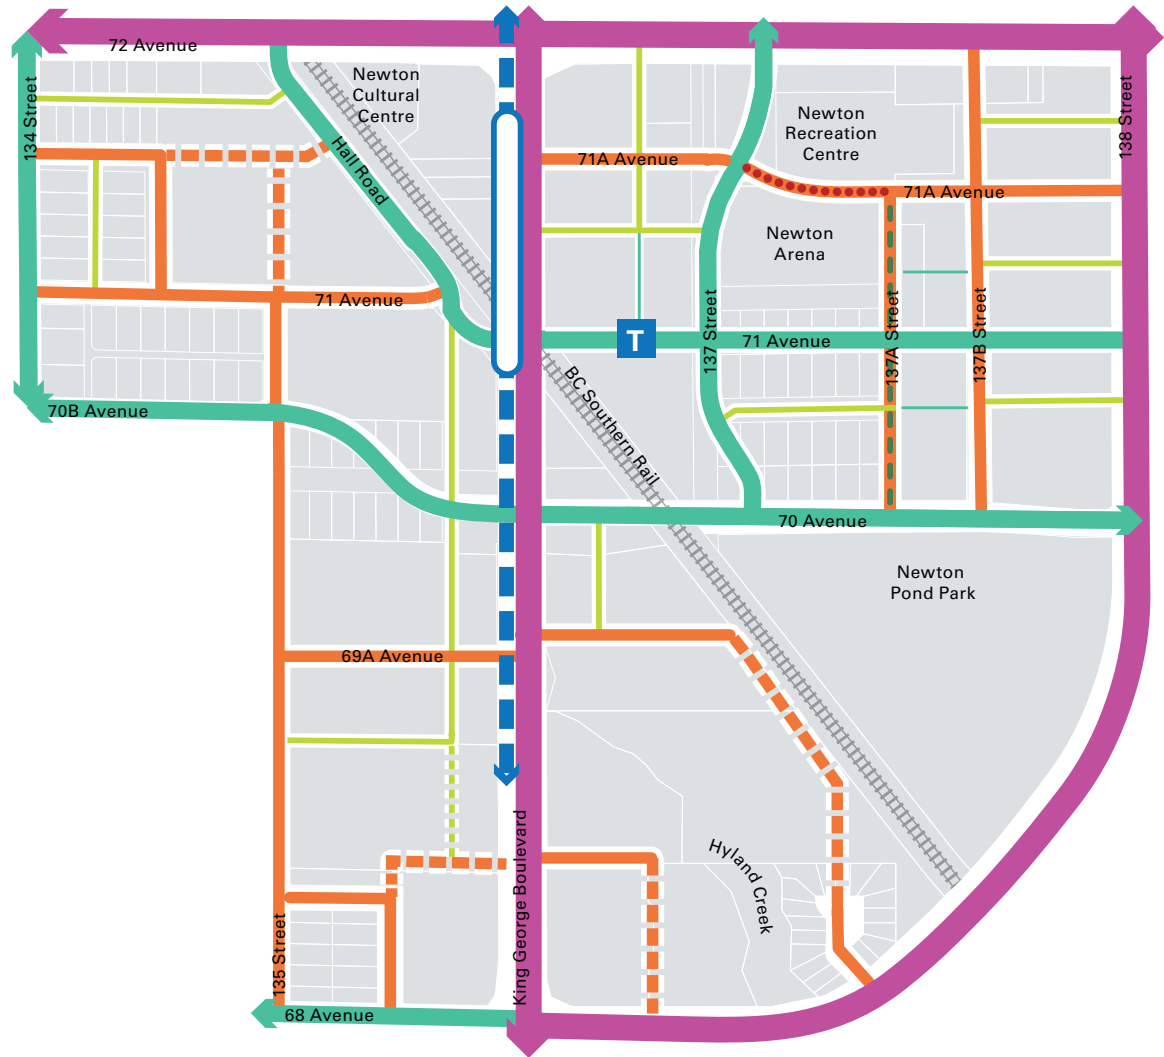 72 Avenue
134 Street
Newton
Cultural
Centre
Hall Road
71A Avenue
Newton
Recreation
Centre
138 Street
71A Avenue
Newton
Arena
71 Avenue
T
137 Street
71 Avenue
137A Street
137B Street
70B Avenue
BC Southern Rail
70 Avenue
Newton
Pond Park
69A Avenue
King George Boulevard
Hyland Creek
135 Street
68 Avenue